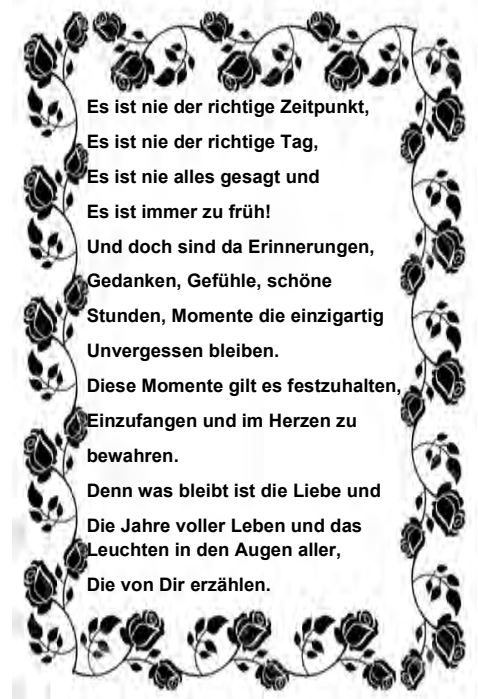 Es ist nie der richtige Zeitpunkt,
Es ist nie der richtige Tag,
Es ist nie alles gesagt und
Es ist immer zu früh!
Und doch sind da Erinnerungen,
Gedanken, Gefühle, schöne
Stunden, Momente die einzigartig
Unvergessen bleiben.
Diese Momente gilt es festzuhalten,
Einzufangen und im Herzen zu
bewahren.
Denn was bleibt ist die Liebe und
Die Jahre voller Leben und das
Leuchten in den Augen aller,
Die von Dir erzählen.